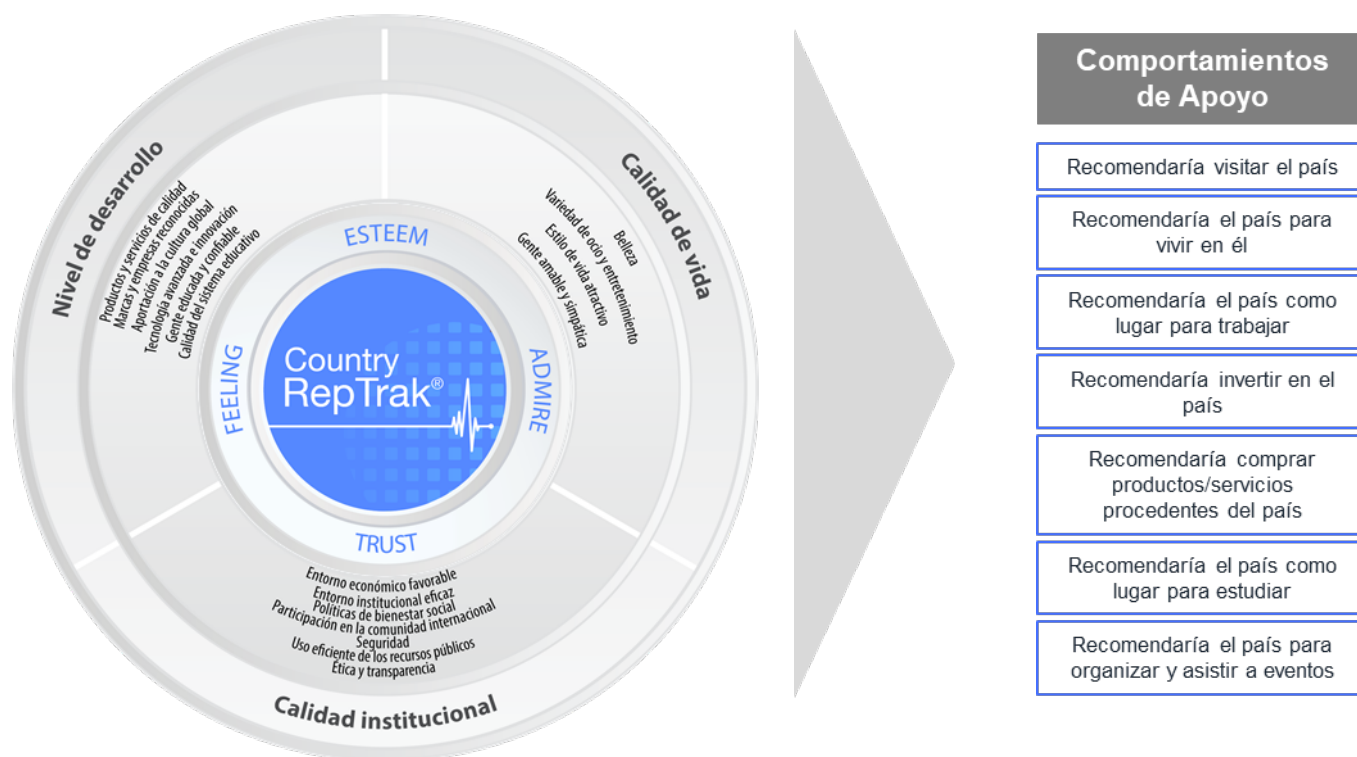 Nivel de desarrollo
Productos y servicios de calidad
Marcas y empresas reconocidas
Aportación a la cultura global
Tecnología avanzada e innovación
Gente educada y confiable
Calidad del sistema educativo
Calidad de vida
Belleza
Variedad de ocio y entretenimiento
Estilo de vida atractivo
Gente amable y simpática
ESTEEM
FEELING
ADMIRE
TRUST
Country
RepTrak®
Entorno económico favorable
Entorno institucional eficaz
Políticas de bienestar social
Participación en la comunidad internacional
Seguridad
Uso eficiente de los recursos públicos
Ética y transparencia
Calidad institucional
Comportamientos
de Apoyo
Recomendaría visitar el país
Recomendaría el país para
vivir en él
Recomendaría el país como
lugar para trabajar
Recomendaría invertir en el
país
Recomendaría comprar
productos/servicios
procedentes del país
Recomendaría el país como
lugar para estudiar
Recomendaría el país para
organizar y asistir a eventos